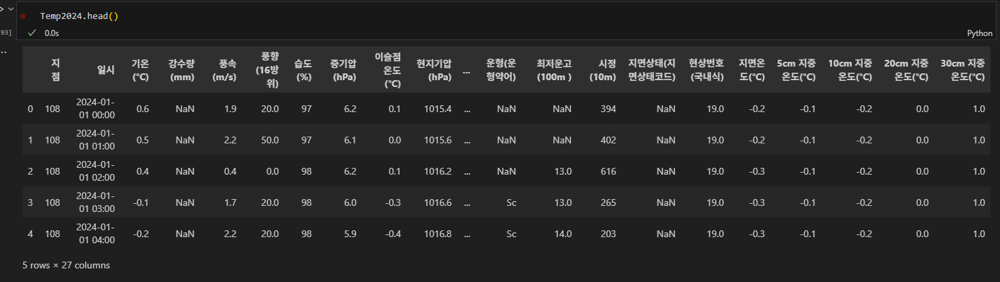 Temp2024.head()
93]
0.0s
Python
지점 일시 기온(°C) 강수량(mm) 풍속(m/s) 풍향(16방위) 습도(%) 증기압(hPa) 이슬점온도(°C) 현지기압(hPa) ... 운형(운형약어) 최저운고(100m ) 시정(10m) 지면상태(지면상태코드) 현상번호(국내식) 지면온도(°C) 5cm 지중온도(°C) 10cm 지중온도(°C) 20cm 지중온도(°C) 30cm 지중온도(°C)
0 108 2024-01-01 00:00 0.6 NaN 1.9 20.0 97 6.2 0.1 1015.4 ... NaN NaN 394 NaN 19.0 -0.2 -0.1 -0.2 0.0 1.0
1 108 2024-01-01 01:00 0.5 NaN 2.2 50.0 97 6.1 0.0 1015.6 ... NaN NaN 402 NaN 19.0 -0.2 -0.1 -0.2 0.0 1.0
2 108 2024-01-01 02:00 0.4 NaN 0.4 0.0 98 6.2 0.1 1016.2 ... NaN 13.0 616 NaN 19.0 -0.3 -0.1 -0.2 0.0 1.0
3 108 2024-01-01 03:00 -0.1 NaN 1.7 20.0 98 6.0 -0.3 1016.6 ... Sc 13.0 265 NaN 19.0 -0.3 -0.1 -0.2 0.0 1.0
4 108 2024-01-01 04:00 -0.2 NaN 2.2 20.0 98 5.9 -0.4 1016.8 ... Sc 14.0 203 NaN 19.0 -0.3 -0.1 -0.2 0.0 1.0
5 rows × 27 columns